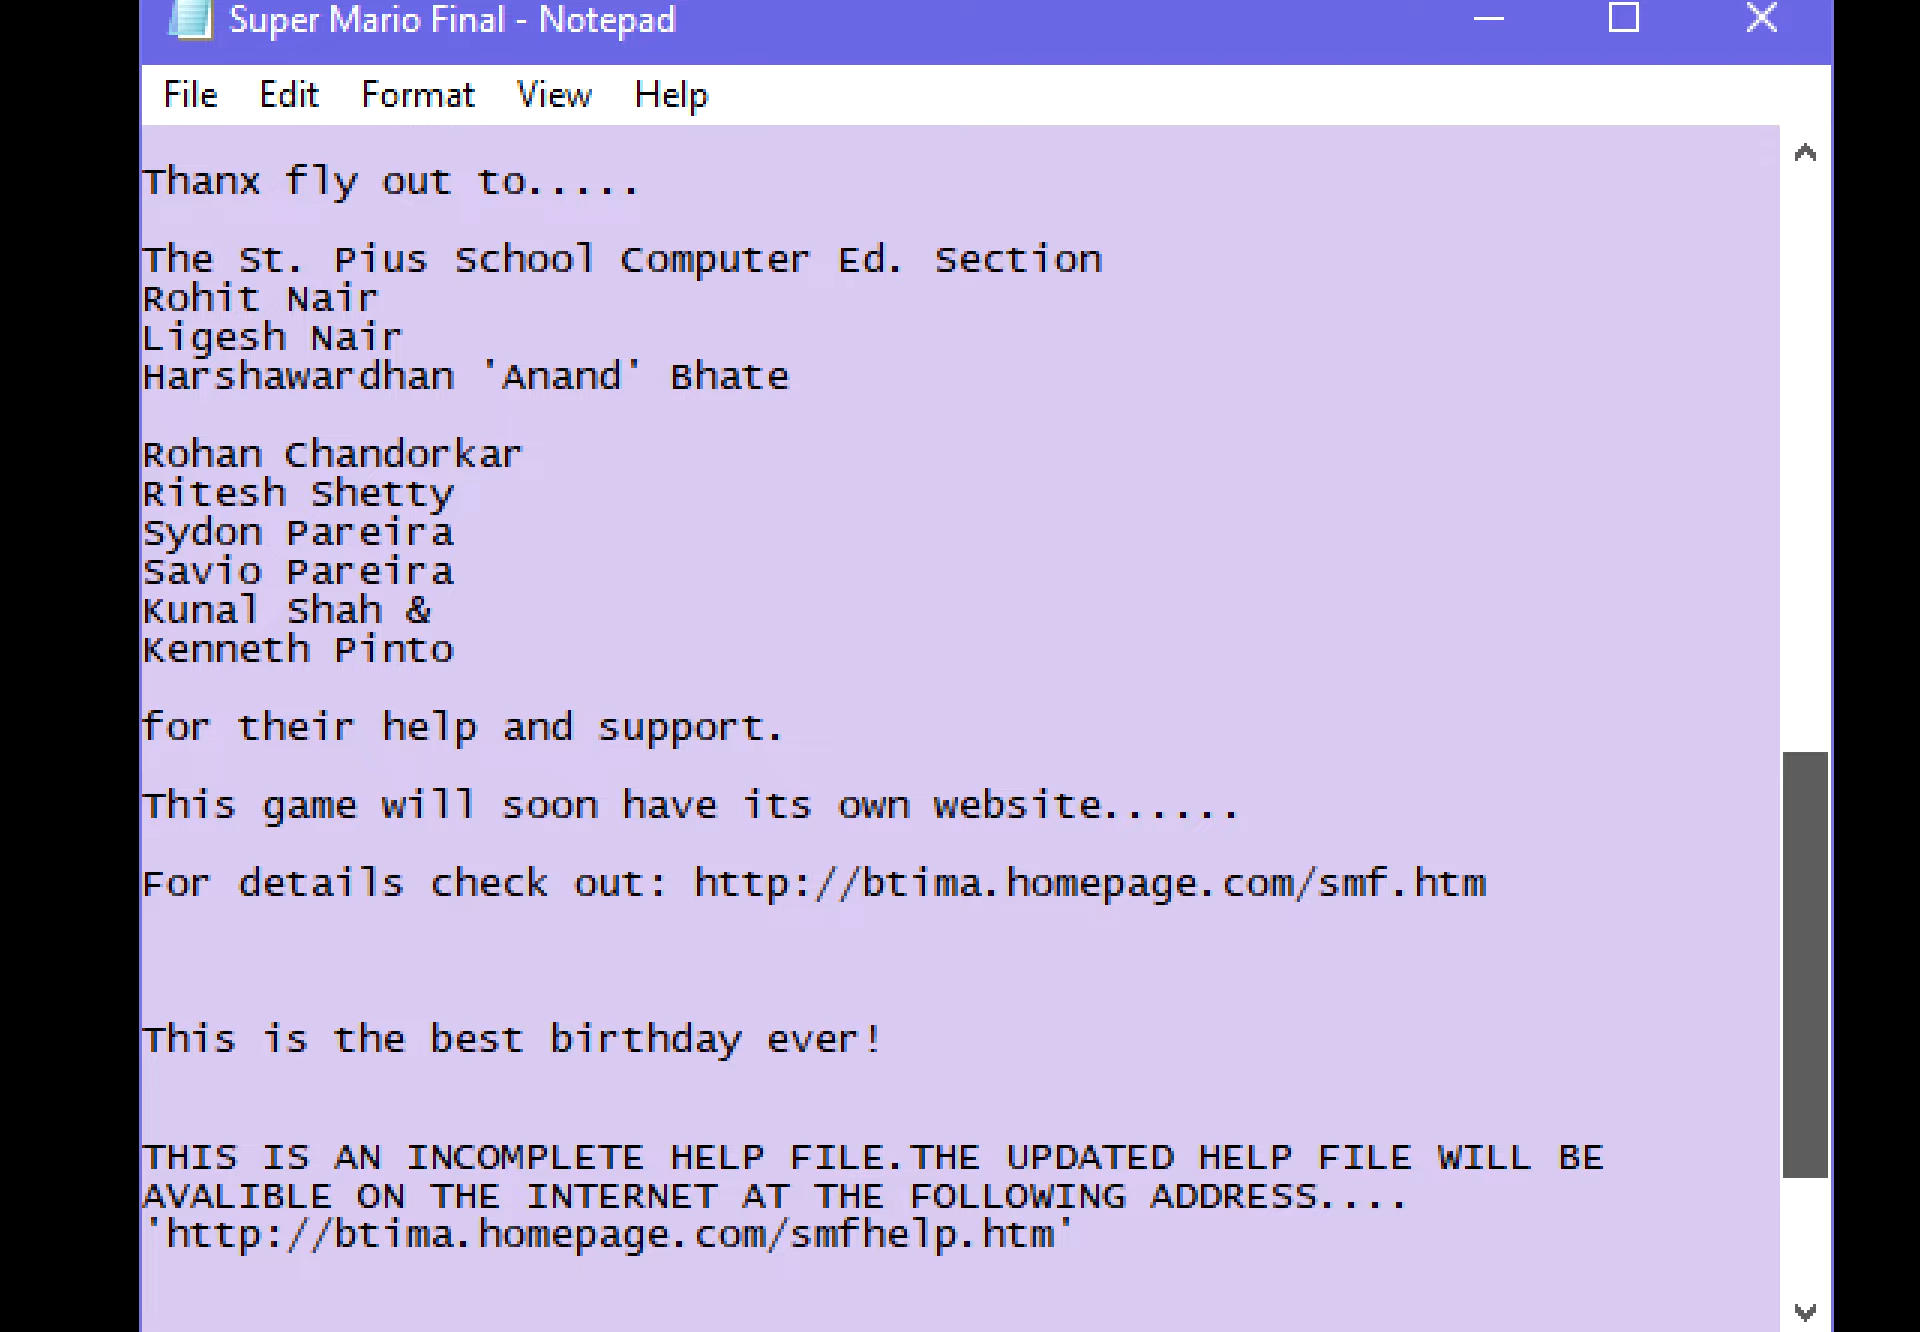 Super Mario Final - Notepad
File Edit Format View Help
Thanx fly out to.....
The St. Pius School Computer Ed. Section
Rohit Nair
Ligesh Nair
Harshawardhan 'Anand' Bhate
Rohan Chandorkar
Ritesh Shetty
Sydon Pareira
Savio Pareira
Kunal Shah &
Kenneth Pinto
for their help and support.
This game will soon have its own website......
For details check out: http://btima.homepage.com/smf.htm
This is the best birthday ever!
THIS IS AN INCOMPLETE HELP FILE.THE UPDATED HELP FILE WILL BE
AVALIBLE ON THE INTERNET AT THE FOLLOWING ADDRESS....
'http://btima.homepage.com/smfhelp.htm'